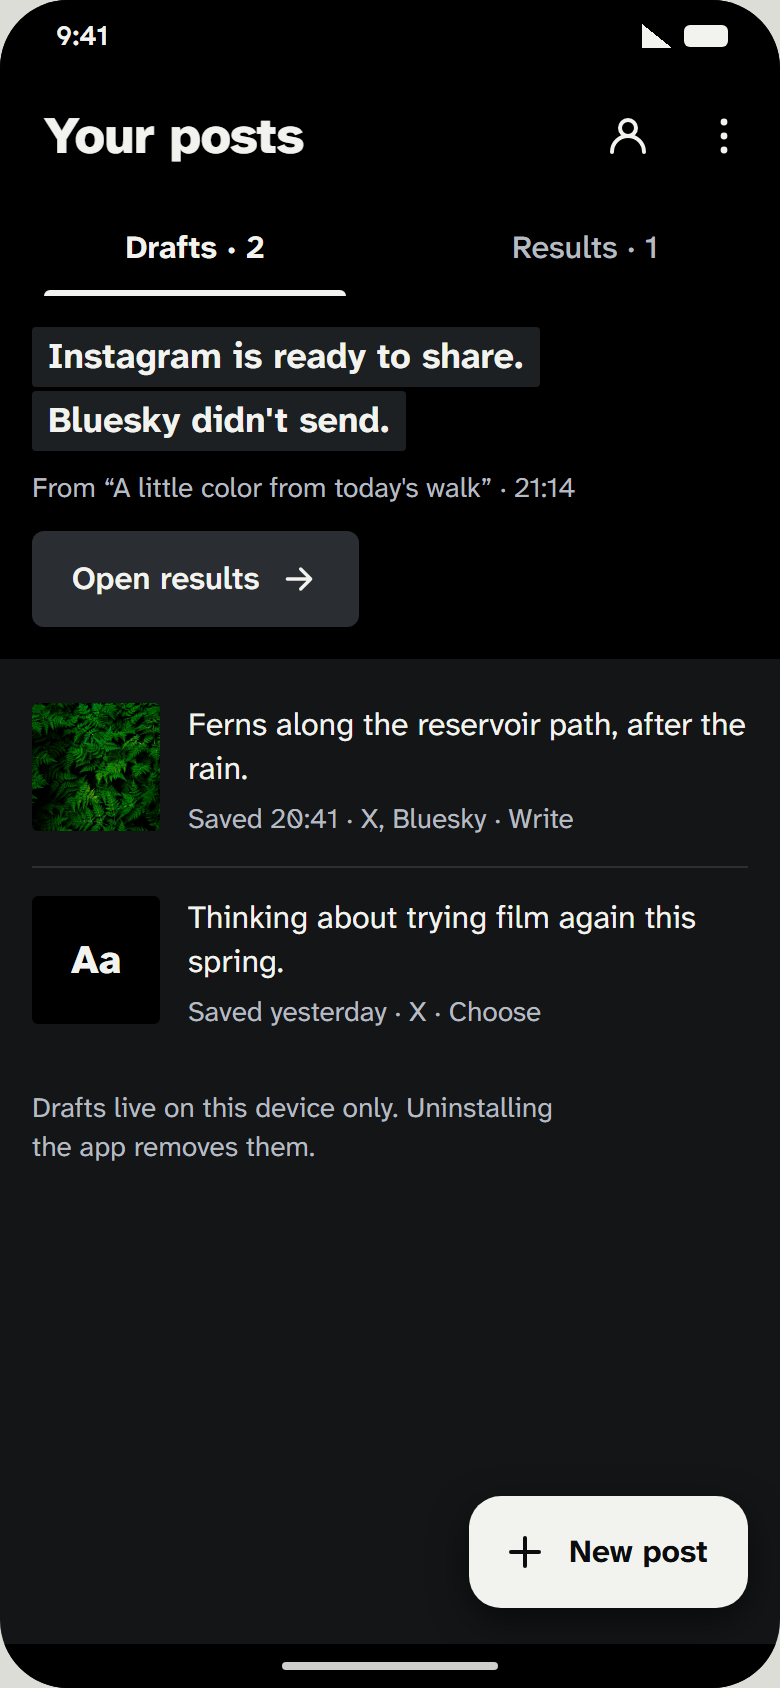 9:41
Your posts
Drafts · 2
Results · 1
Instagram is ready to share.
Bluesky didn't send.
From “A little color from today's walk” · 21:14
Open results →
Ferns along the reservoir path, after the
rain.
Saved 20:41 · X, Bluesky · Write
Aa
Thinking about trying film again this
spring.
Saved yesterday · X · Choose
Drafts live on this device only. Uninstalling
the app removes them.
New post